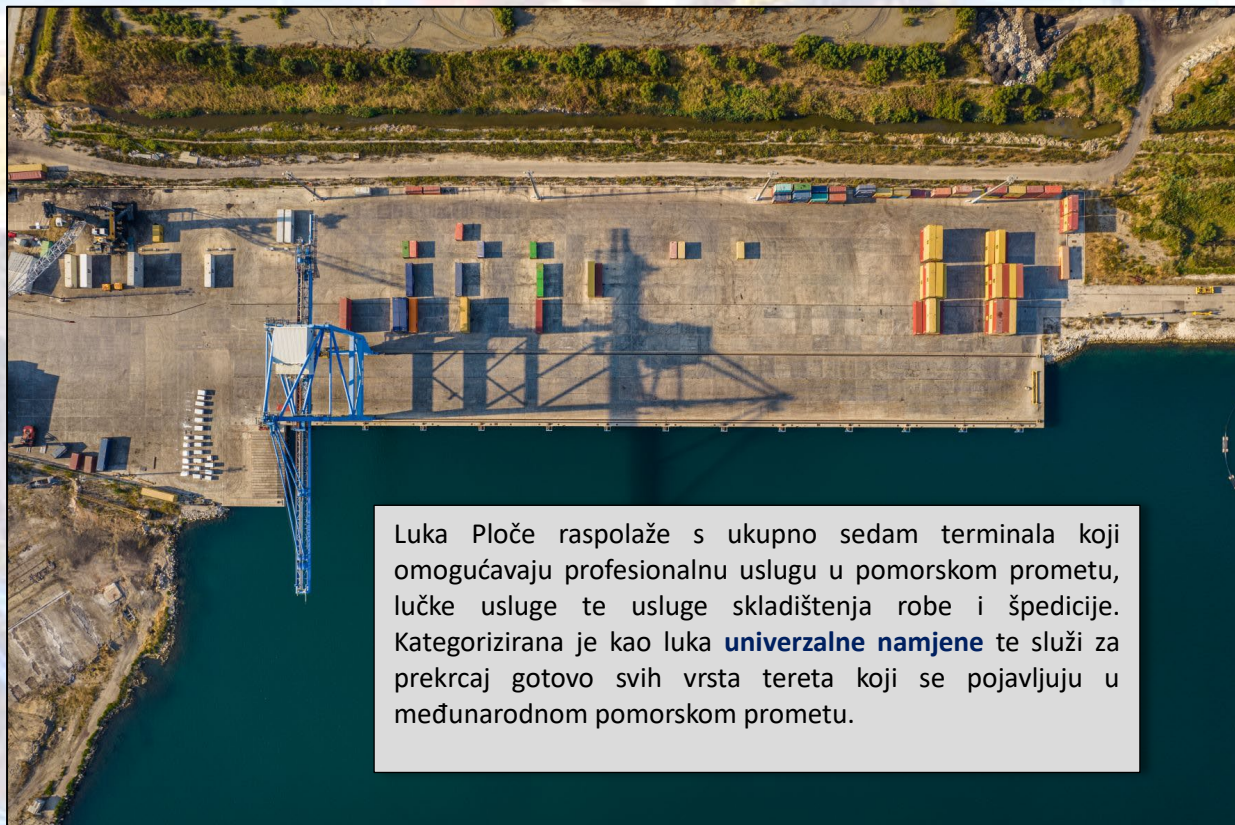 Luka Ploče raspolaže s ukupno sedam terminala koji
omogućavaju profesionalnu uslugu u pomorskom prometu,
lučke usluge te usluge skladištenja robe i špedicije.
Kategorizirana je kao luka univerzalne namjene te služi za
prekrcaj gotovo svih vrsta tereta koji se pojavljuju u
međunarodnom pomorskom prometu.